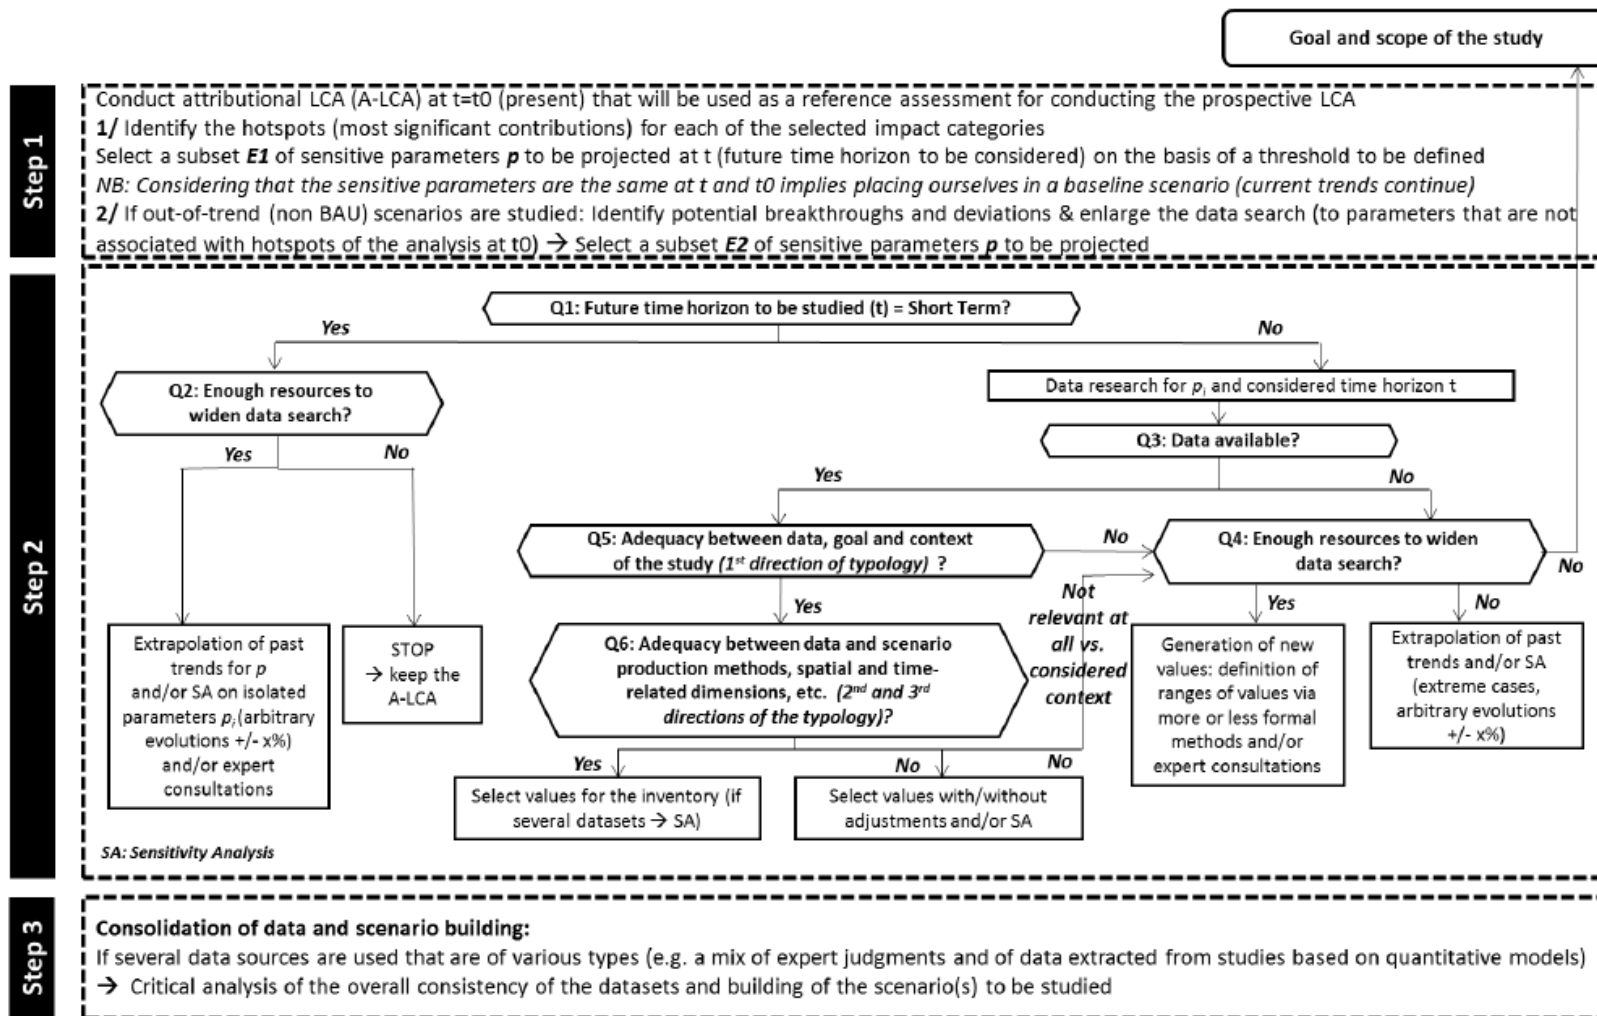 Goal and scope of the study
Step 1
Conduct attributional LCA (A-LCA) at t=t0 (present) that will be used as a reference assessment for conducting the prospective LCA
1/ Identify the hotspots (most significant contributions) for each of the selected impact categories
Select a subset E1 of sensitive parameters p to be projected at t (future time horizon to be considered) on the basis of a threshold to be defined
NB: Considering that the sensitive parameters are the same at t and t0 implies placing ourselves in a baseline scenario (current trends continue)
2/ If out-of-trend (non BAU) scenarios are studied: Identify potential breakthroughs and deviations & enlarge the data search (to parameters that are not
associated with hotspots of the analysis at t0) → Select a subset E2 of sensitive parameters p to be projected
Step 2
Q1: Future time horizon to be studied (t) = Short Term?
Yes
No
Q2: Enough resources to
widen data search?
Data research for pi and considered time horizon t
Q3: Data available?
Yes
No
Yes
No
Q5: Adequacy between data, goal and context
of the study (1st direction of typology) ?
No
Q4: Enough resources to widen
data search?
No
Yes
Not
relevant at
all vs.
considered
context
Yes
No
Extrapolation of past
trends for p
and/or SA on isolated
parameters pi (arbitrary
evolutions +/- x%)
and/or expert
consultations
STOP
→ keep the
A-LCA
Q6: Adequacy between data and scenario
production methods, spatial and time-
related dimensions, etc. (2nd and 3rd
directions of the typology)?
Generation of new
values: definition of
ranges of values via
more or less formal
methods and/or
expert consultations
Extrapolation of past
trends and/or SA
(extreme cases,
arbitrary evolutions
+/- x%)
Yes
No
No
Select values for the inventory (if
several datasets → SA)
Select values with/without
adjustments and/or SA
SA: Sensitivity Analysis
Step 3
Consolidation of data and scenario building:
If several data sources are used that are of various types (e.g. a mix of expert judgments and of data extracted from studies based on quantitative models)
→ Critical analysis of the overall consistency of the datasets and building of the scenario(s) to be studied